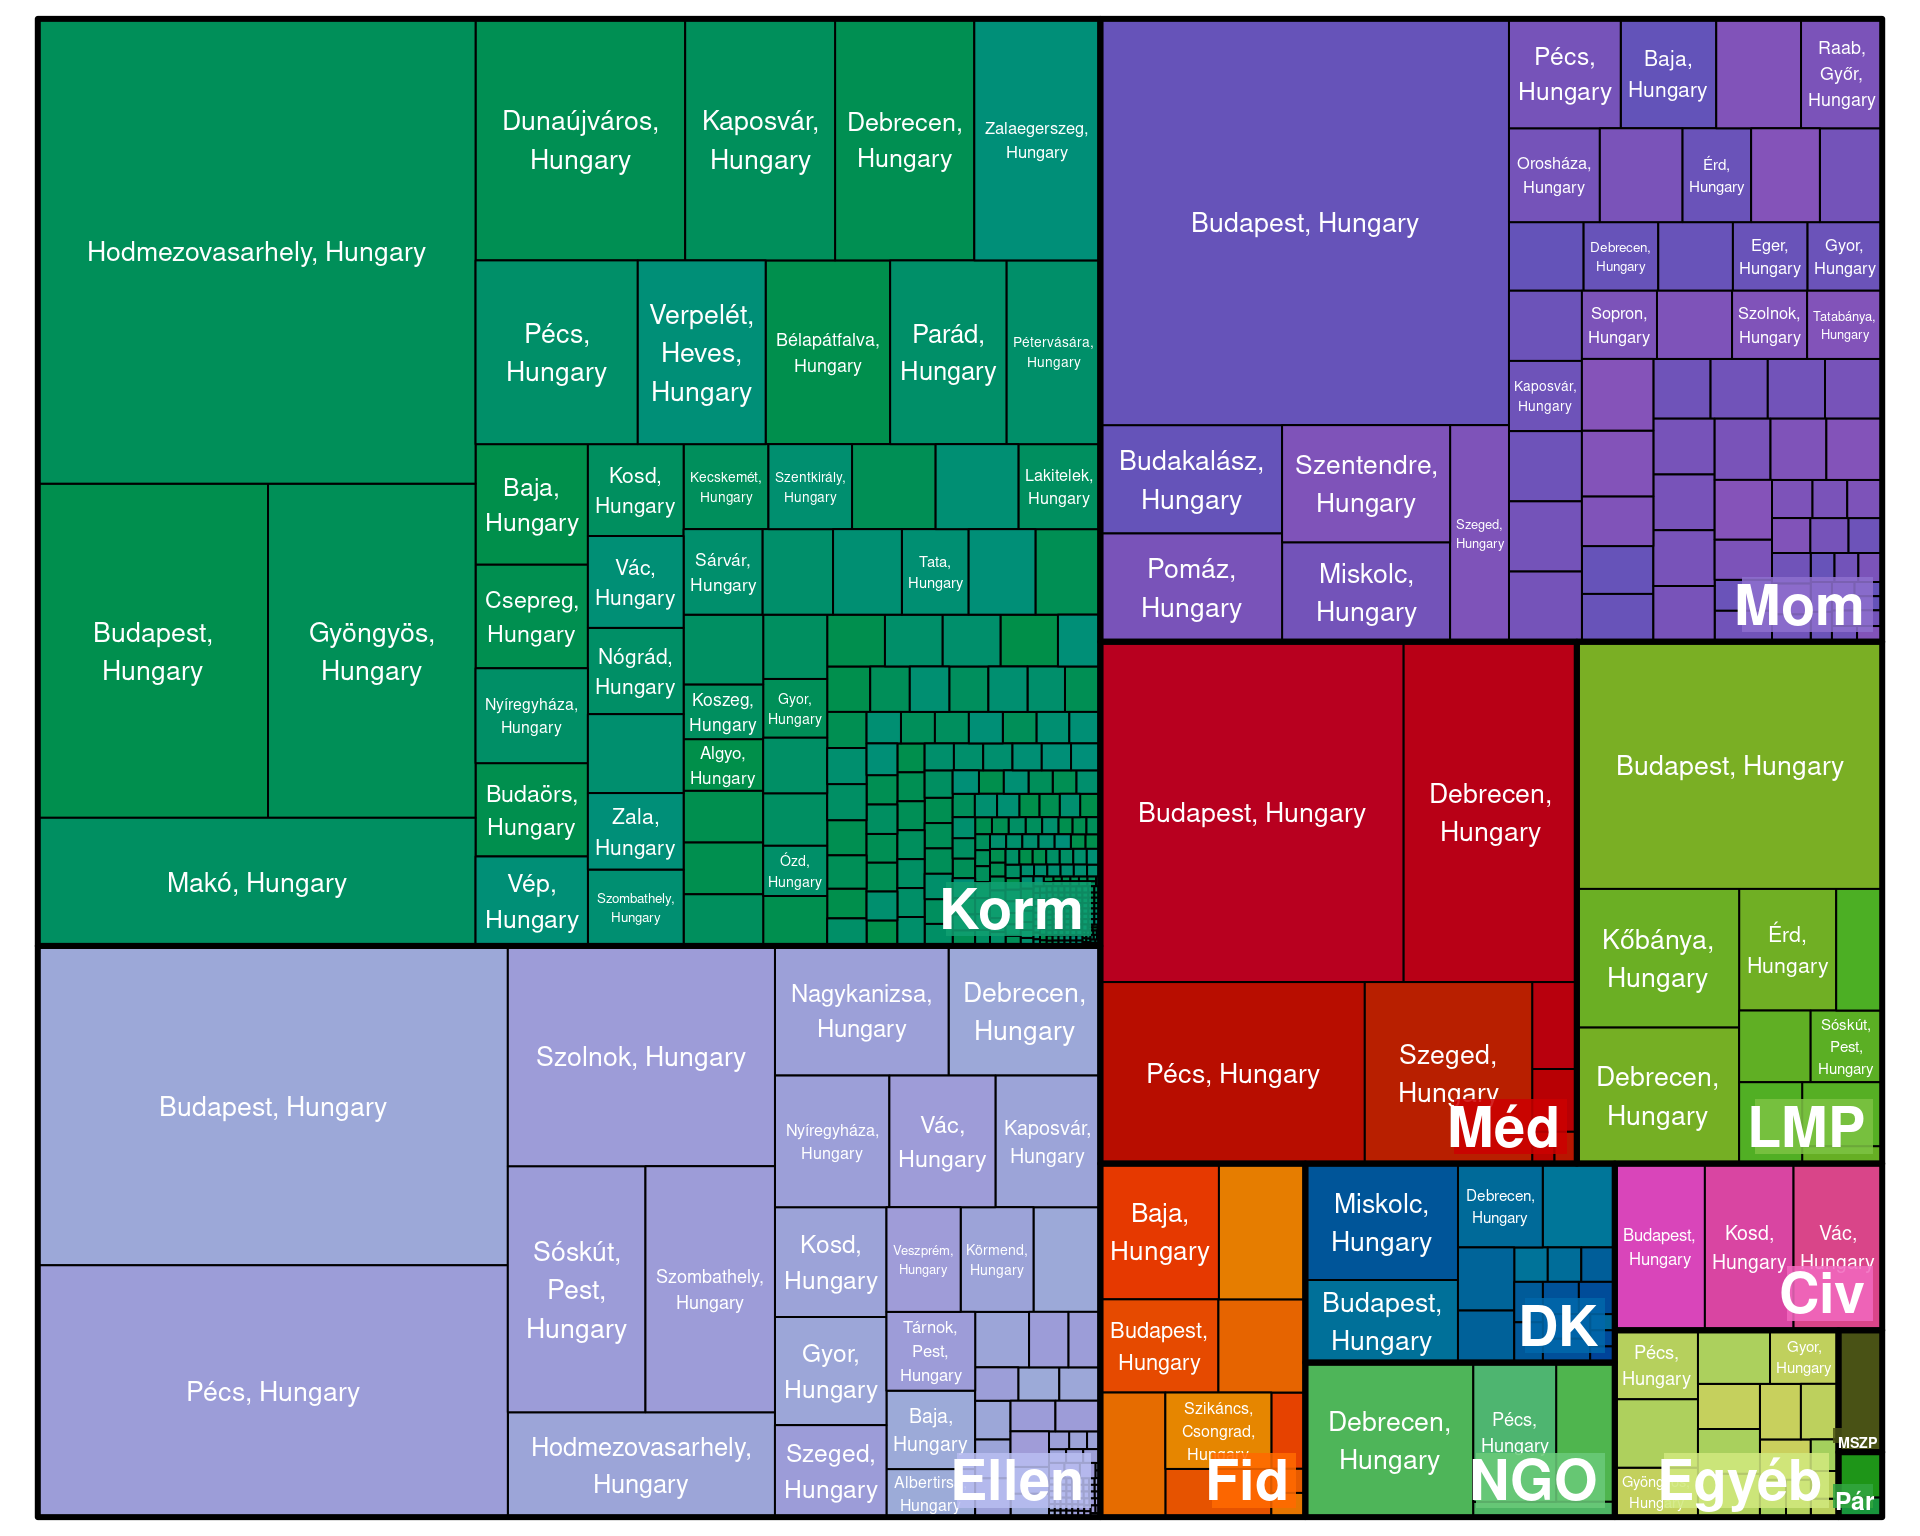 Hodmezovasarhely, Hungary
Budapest,
Hungary
Gyöngyös,
Hungary
Makó, Hungary
Dunaújváros,
Hungary
Kaposvár,
Hungary
Debrecen,
Hungary
Zalaegerszeg,
Hungary
Pécs,
Hungary
Verpelét,
Heves,
Hungary
Bélapátfalva,
Hungary
Parád,
Hungary
Pétervására,
Hungary
Baja,
Hungary
Csepreg,
Hungary
Nyíregyháza,
Hungary
Budaörs,
Hungary
Vép,
Hungary
Kosd,
Hungary
Vác,
Hungary
Nógrád,
Hungary
Zala,
Hungary
Szombathely,
Hungary
Kecskemét,
Hungary
Szentkirály,
Hungary
Lakitelek,
Hungary
Sárvár,
Hungary
Tata,
Hungary
Koszeg,
Hungary
Gyor,
Hungary
Algyo,
Hungary
Ózd,
Hungary
Korm
Budapest, Hungary
Budakalász,
Hungary
Pomáz,
Hungary
Szentendre,
Hungary
Miskolc,
Hungary
Szeged,
Hungary
Pécs,
Hungary
Baja,
Hungary
Raab,
Győr,
Hungary
Orosháza,
Hungary
Érd,
Hungary
Debrecen,
Hungary
Eger,
Hungary
Gyor,
Hungary
Sopron,
Hungary
Szolnok,
Hungary
Tatabánya,
Hungary
Kaposvár,
Hungary
Mom
Budapest, Hungary
Pécs, Hungary
Szolnok, Hungary
Sóskút,
Pest,
Hungary
Szombathely,
Hungary
Hodmezovasarhely,
Hungary
Nagykanizsa,
Hungary
Debrecen,
Hungary
Nyíregyháza,
Hungary
Vác,
Hungary
Kaposvár,
Hungary
Kosd,
Hungary
Gyor,
Hungary
Szeged,
Hungary
Veszprém,
Hungary
Körmend,
Hungary
Tárnok,
Pest,
Hungary
Baja,
Hungary
Albertirs
Hungary
Ellen
Budapest, Hungary
Debrecen,
Hungary
Pécs, Hungary
Szeged,
Hungary
Méd
Budapest, Hungary
Kőbánya,
Hungary
Debrecen,
Hungary
Érd,
Hungary
Sóskút,
Pest,
Hungary
LMP
Baja,
Hungary
Budapest,
Hungary
Szikáncs,
Csongrad,
Hungary
Fid
Miskolc,
Hungary
Budapest,
Hungary
Debrecen,
Hungary
DK
Debrecen,
Hungary
Pécs,
Hungary
NGO
Budapest,
Hungary
Kosd,
Hungary
Vác,
Hungary
Civ
Pécs,
Hungary
Gyor,
Hungary
Gyöng
Hung
Egyéb
MSZP
Pár